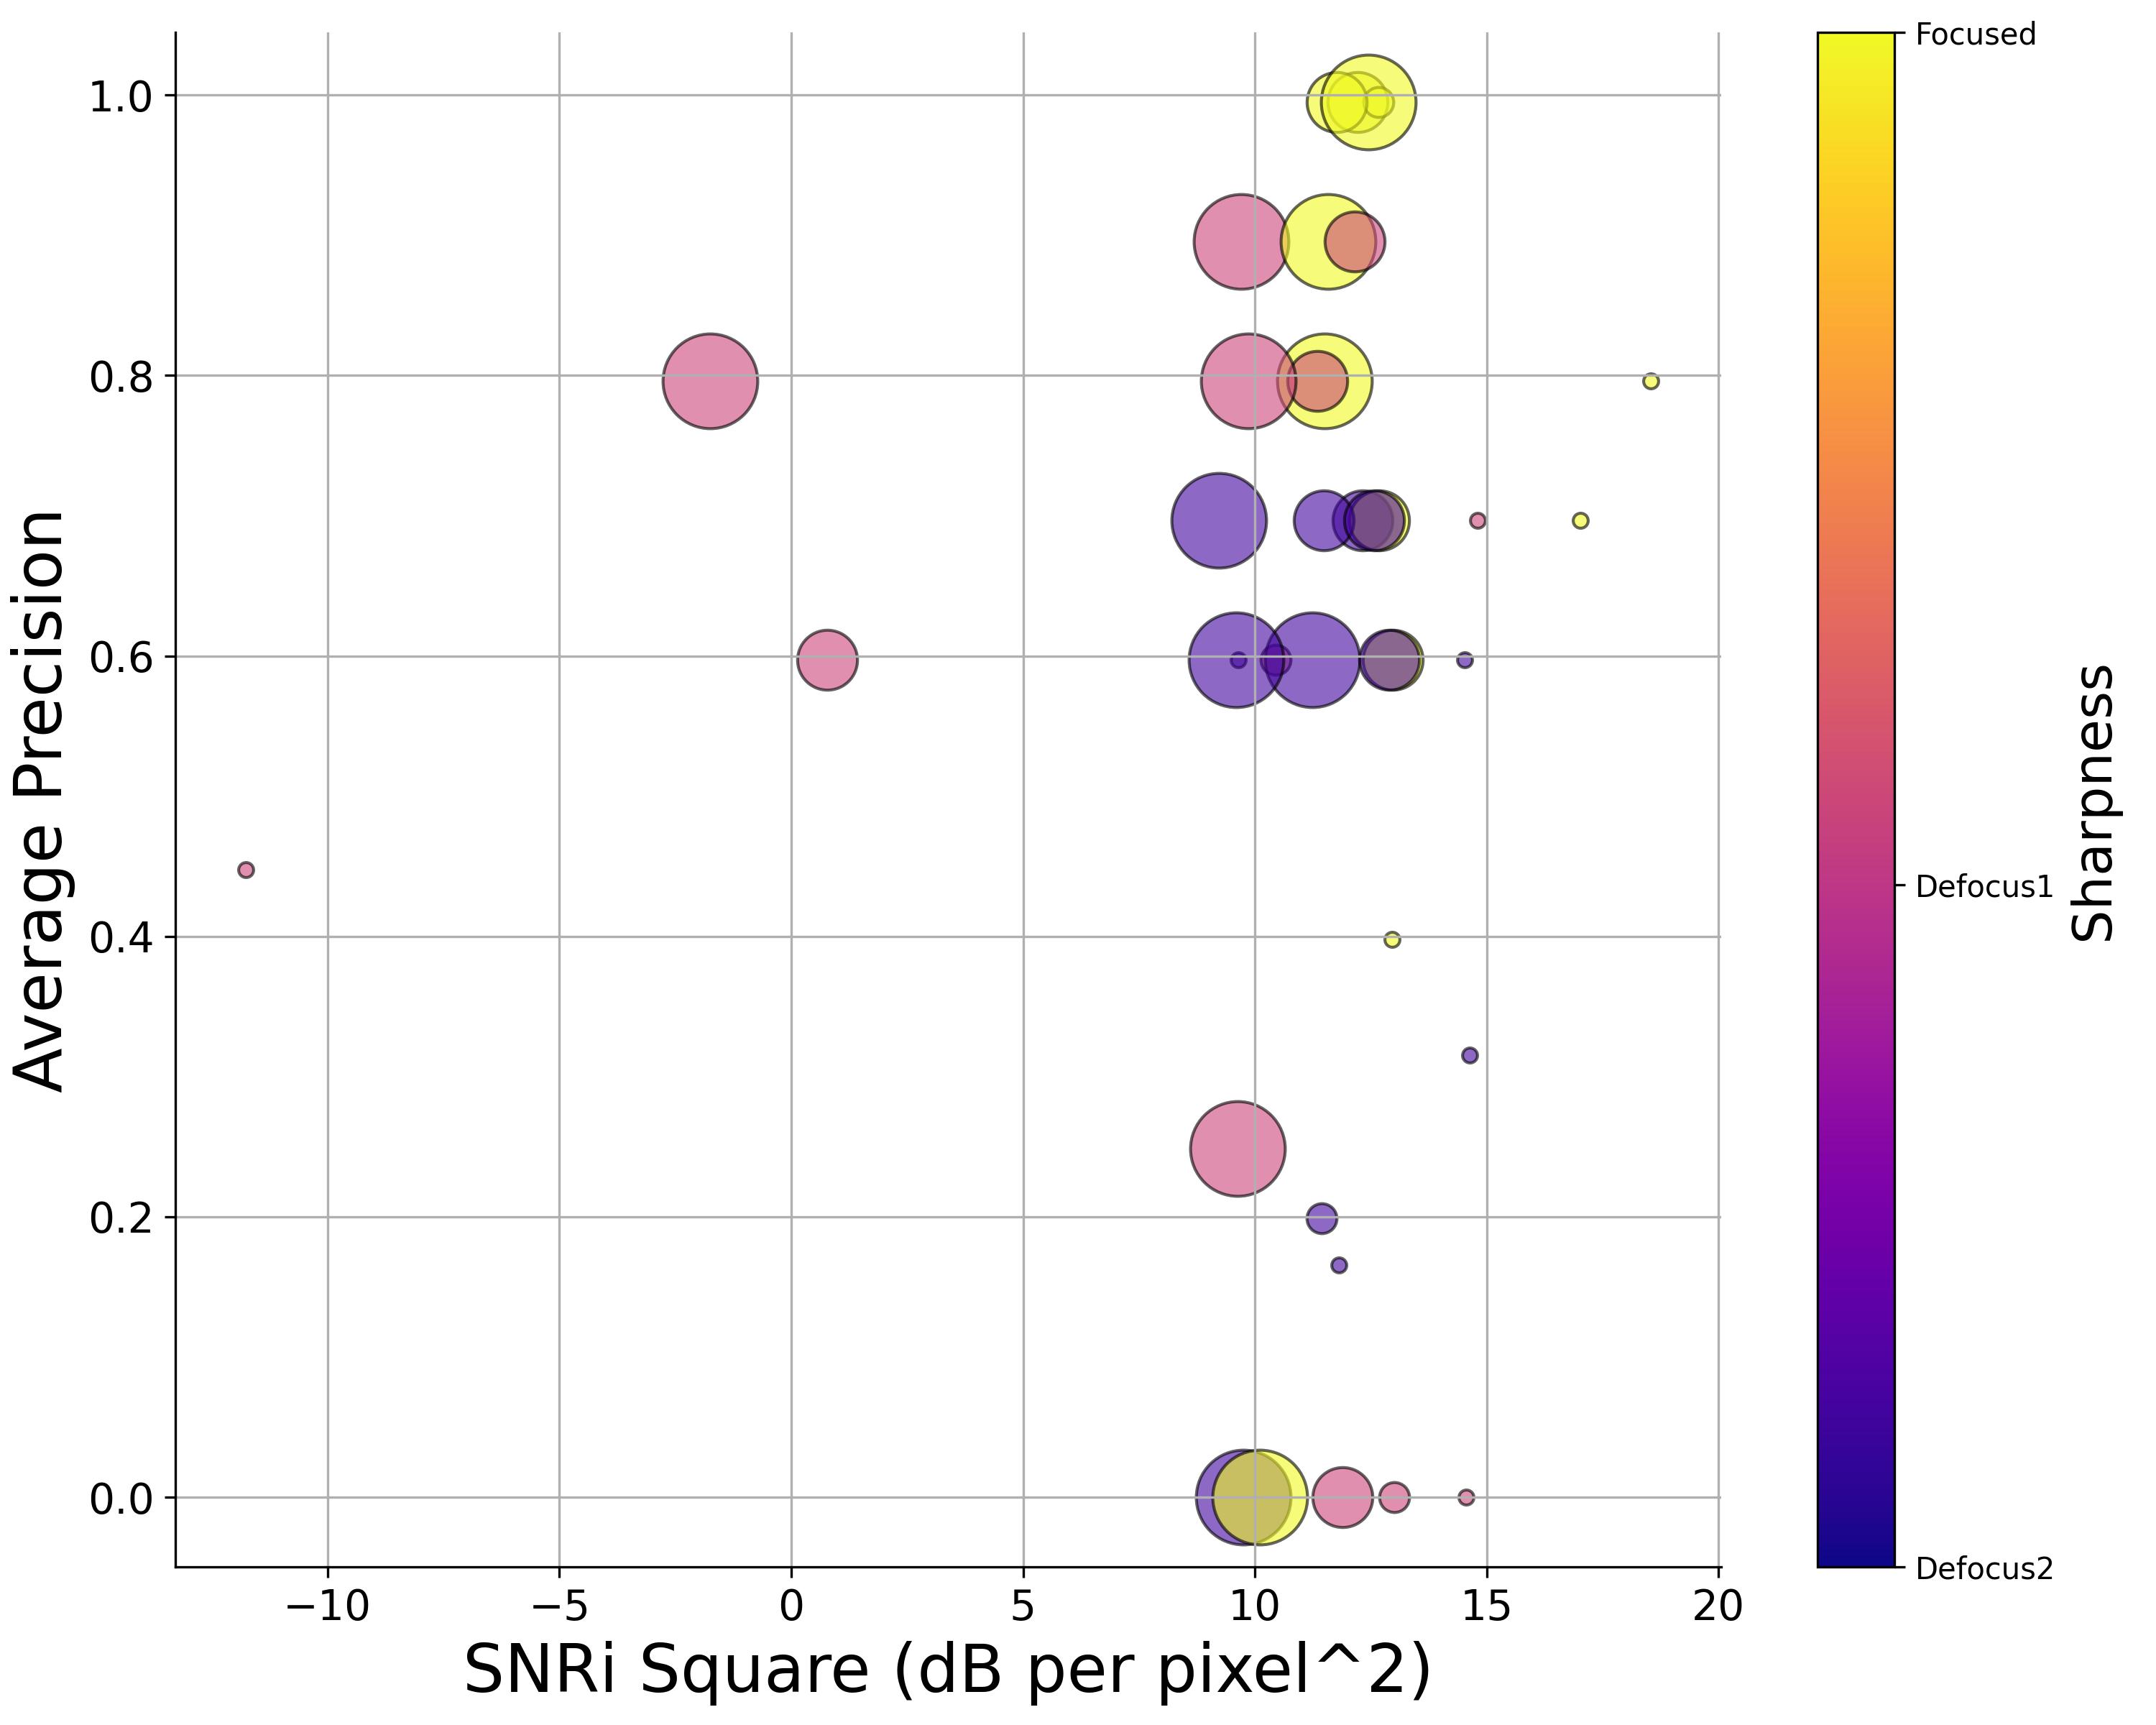 Average Precision
1.0
0.8
0.6
0.4
0.2
0.0
−10
−5
0
5
10
15
20
SNRi Square (dB per pixel^2)
Focused
Defocus1
Defocus2
Sharpness